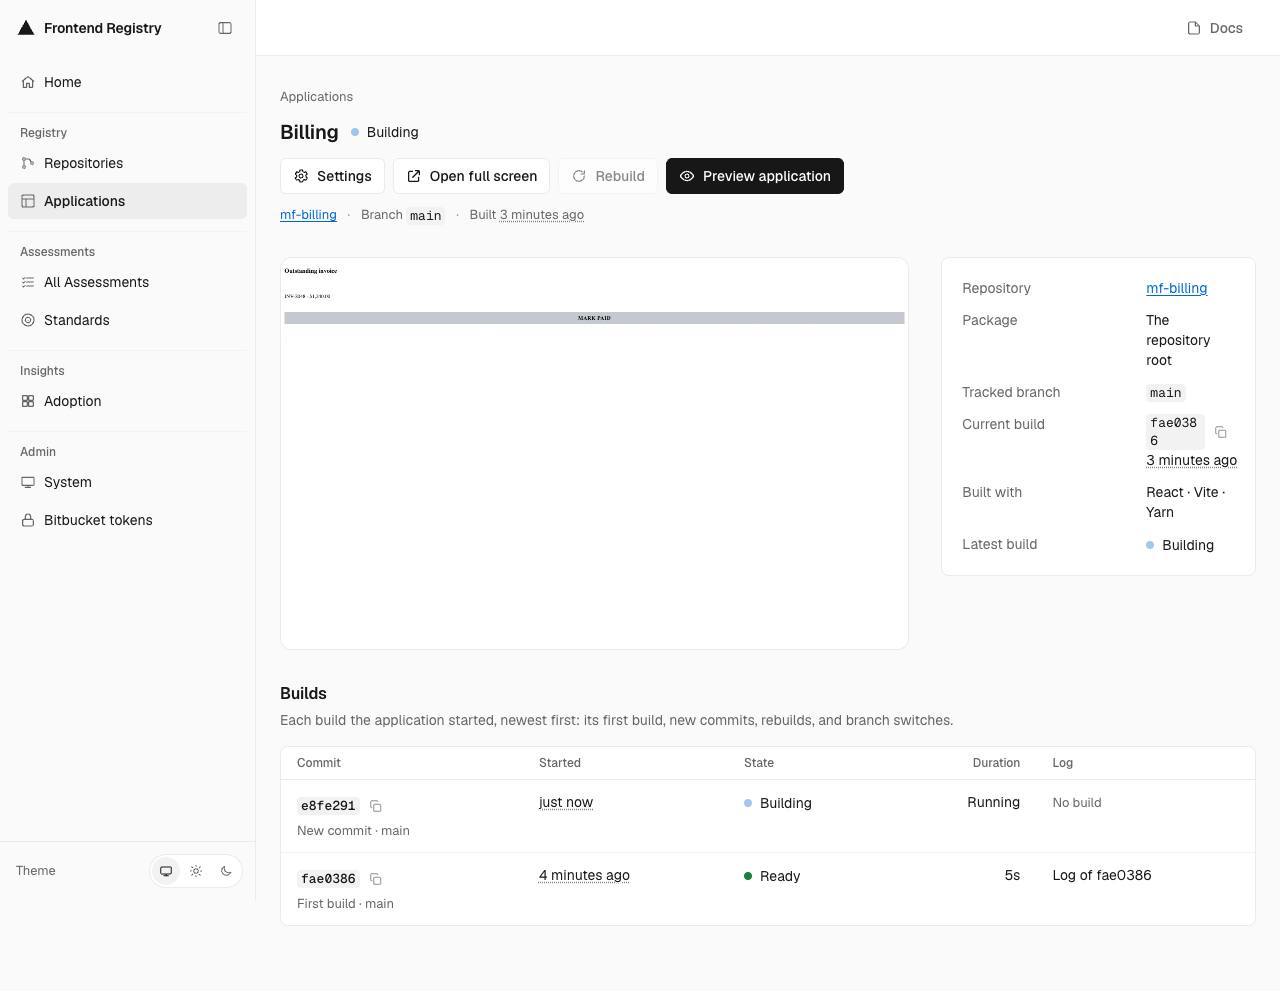 Frontend Registry
Docs
Home
Registry
Repositories
Applications
Assessments
All Assessments
Standards
Insights
Adoption
Admin
System
Bitbucket tokens
Theme
Applications
Billing Building
Settings Open full screen Rebuild Preview application
mf-billing · Branch main · Built 3 minutes ago
Outstanding invoice
MARK PAID
Repository mf-billing
Package The
repository
root
Tracked branch main
Current build fae038
6
3 minutes ago
Built with React · Vite ·
Yarn
Latest build Building
Builds
Each build the application started, newest first: its first build, new commits, rebuilds, and branch switches.
Commit Started State Duration Log
e8fe291 just now Building Running No build
New commit · main
fae0386 4 minutes ago Ready 5s Log of fae0386
First build · main